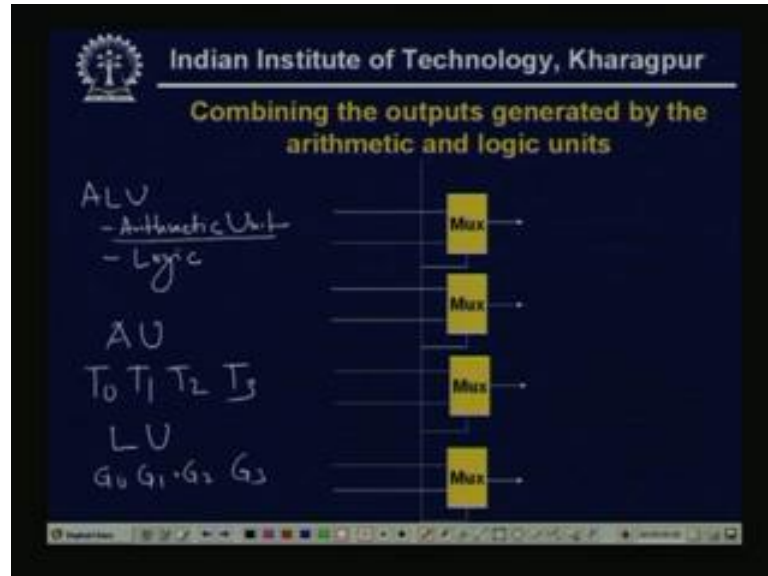 Indian Institute of Technology, Kharagpur
Combining the outputs generated by the
arithmetic and logic units
ALU
- Arithmetic Unit
- Logic
AU
T0 T1 T2 T3
LU
G0 G1 G2 G3
Mux
Mux
Mux
Mux